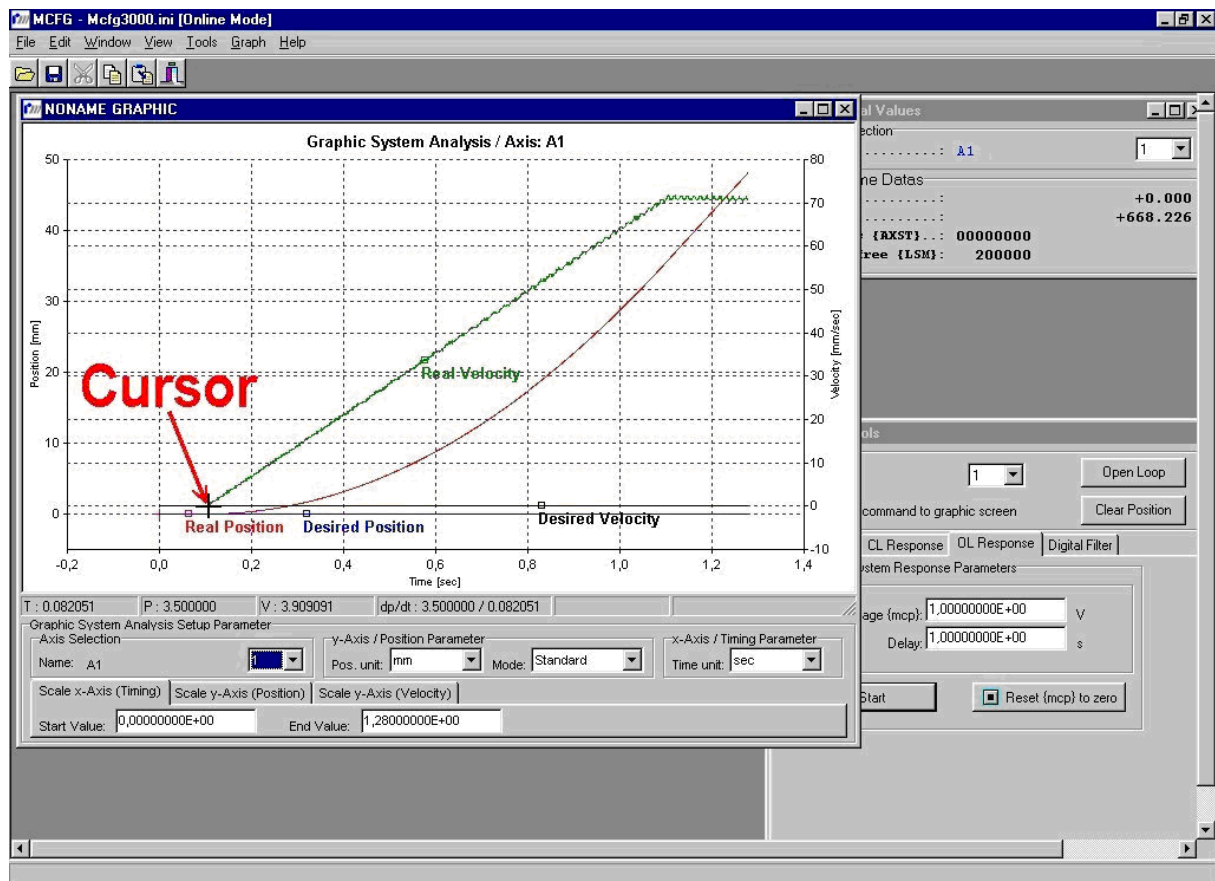 MCFG - Mcfg3000.ini [Online Mode]
File Edit Window View Tools Graph Help
NONAME GRAPHIC
Graphic System Analysis / Axis: A1
50
40
30
20
10
0
Position [mm]
80
70
60
50
40
30
20
10
0
-10
Velocity [mm/sec]
Cursor
Real Velocity
Real Position
Desired Position
Desired Velocity
-0,2 0,0 0,2 0,4 0,6 0,8 1,0 1,2 1,4
Time [sec]
T : 0.082051 P : 3.500000 V : 3.909091 dp/dt : 3.500000 / 0.082051
Graphic System Analysis Setup Parameter
Axis Selection
Name: A1 1
y-Axis / Position Parameter
Pos. unit: mm Mode: Standard
x-Axis / Timing Parameter
Time unit: sec
Scale x-Axis (Timing) Scale y-Axis (Position) Scale y-Axis (Velocity)
Start Value: 0,00000000E+00 End Value: 1,28000000E+00
al Values
ection
.........: A1 1
me Datas
.........: +0.000
.........: +668.226
{AXST}..: 00000000
ree {LSM}: 200000
ols
1 Open Loop
command to graphic screen Clear Position
CL Response OL Response Digital Filter
ystem Response Parameters
age {mcp}: 1,00000000E+00 V
Delay: 1,00000000E+00 s
Start Reset {mcp} to zero